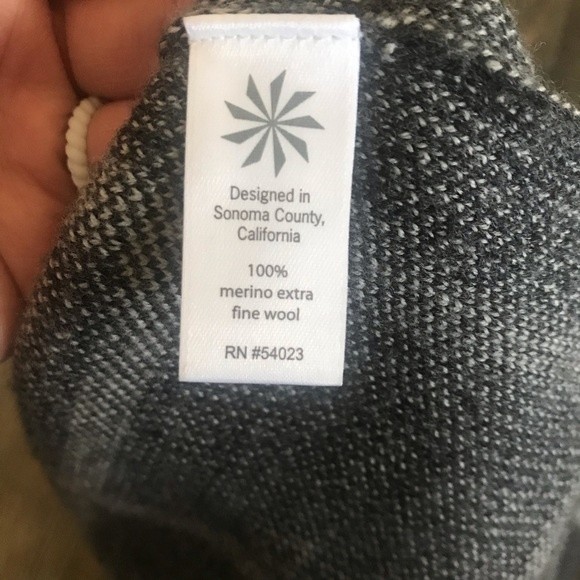 Designed in
Sonoma County,
California
100%
merino extra
fine wool
RN #54023